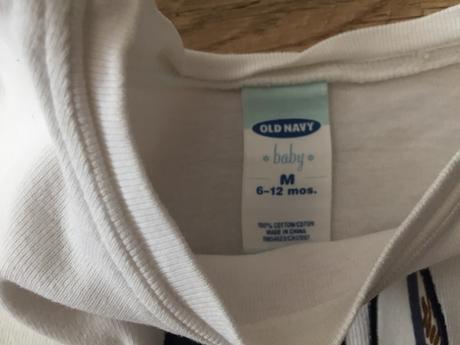 OLD NAVY
baby
M
6-12 mos.
100% COTTON/COTON
MADE IN CHINA